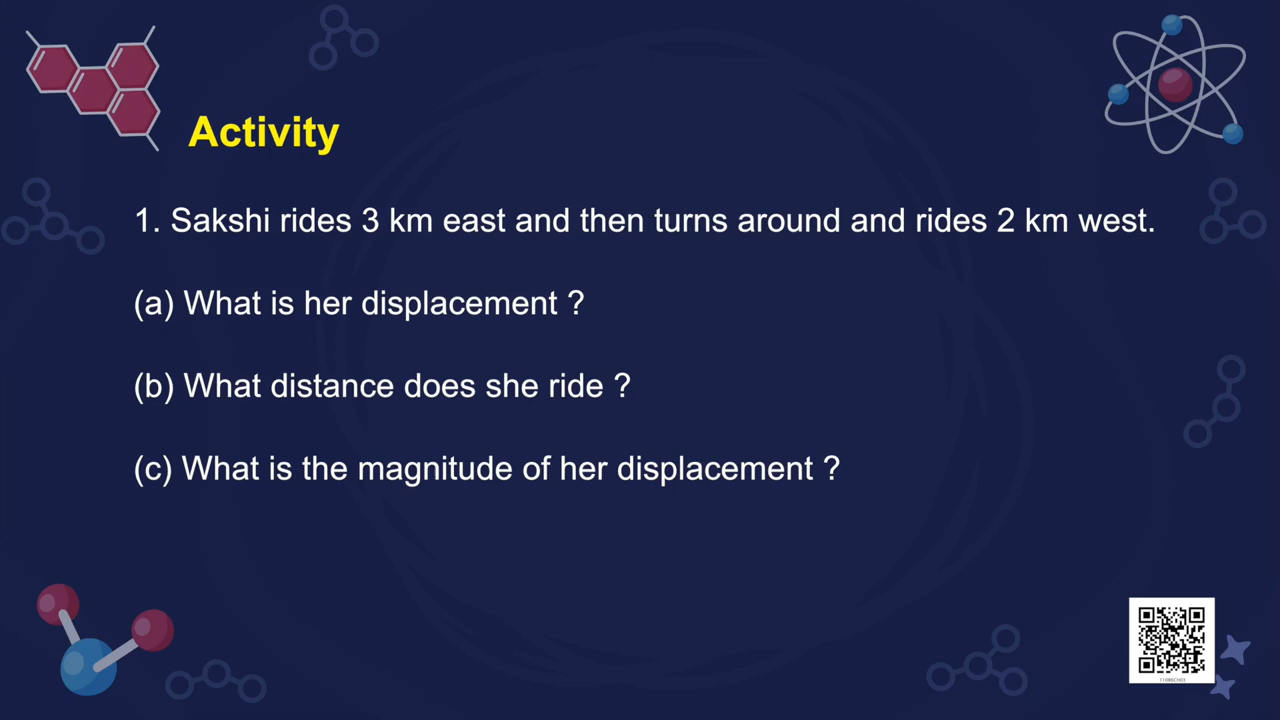 Activity
1. Sakshi rides 3 km east and then turns around and rides 2 km west.
(a) What is her displacement ?
(b) What distance does she ride ?
(c) What is the magnitude of her displacement ?
11086CH03